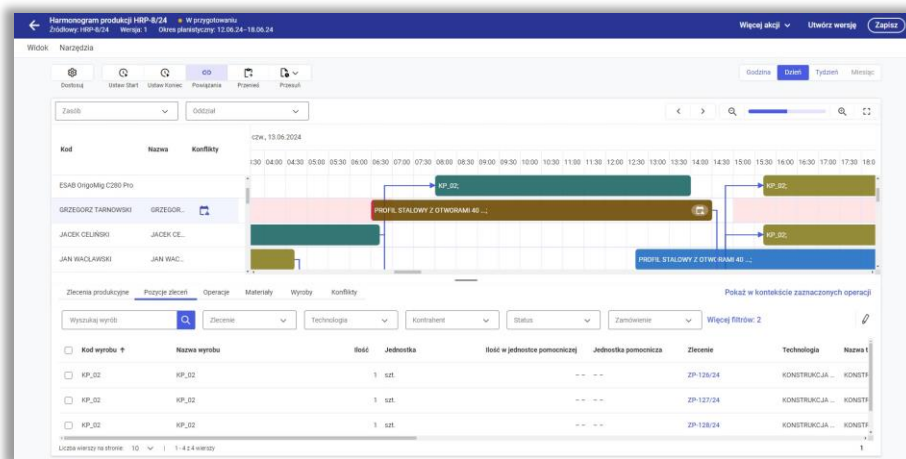 Harmonogram produkcji HRP-8/24 W przygotowaniu
Źródłowy: HRP-8/24 Wersja: 1 Okres planistyczny: 12.06.24–18.06.24
Więcej akcji Utwórz wersję Zapisz
Widok Narzędzia
Dostosuj Ustaw Start Ustaw Koniec Powiązania Przenieś Przesuń
Godzina Dzień Tydzień Miesiąc
Zasób Oddział
czw., 13.06.2024
Kod Nazwa Konflikty
:30 04:00 04:30 05:00 05:30 06:00 06:30 07:00 07:30 08:00 08:30 09:00 09:30 10:00 10:30 11:00 11:30 12:00 12:30 13:00 13:30 14:00 14:30 15:00 15:30 16:00 16:30 17:00 17:30 18:0
ESAB OrigoMig C280 Pro KP_02; KP_02;
GRZEGORZ TARNOWSKI GRZEGOR... PROFIL STALOWY Z OTWORAMI 40 ...;
JACEK CELIŃSKI JACEK CE... KP_02;
JAN WACŁAWSKI JAN WAC... PROFIL STALOWY Z OTWORAMI 40 ...;
Zlecenia produkcyjne Pozycje zleceń Operacje Materiały Wyroby Konflikty Pokaż w kontekście zaznaczonych operacji
Wyszukaj wyrób Zlecenie Technologia Kontrahent Status Zamówienie Więcej filtrów: 2
Kod wyrobu ↑ Nazwa wyrobu Ilość Jednostka Ilość w jednostce pomocniczej Jednostka pomocnicza Zlecenie Technologia Nazwa t
KP_02 KP_02 1 szt. – – – – ZP-126/24 KONSTRUKCJA ... KONSTR
KP_02 KP_02 1 szt. – – – – ZP-127/24 KONSTRUKCJA ... KONSTR
KP_02 KP_02 1 szt. – – – – ZP-128/24 KONSTRUKCJA ... KONSTR
Liczba wierszy na stronie: 10 | 1-4 z 4 wierszy 1